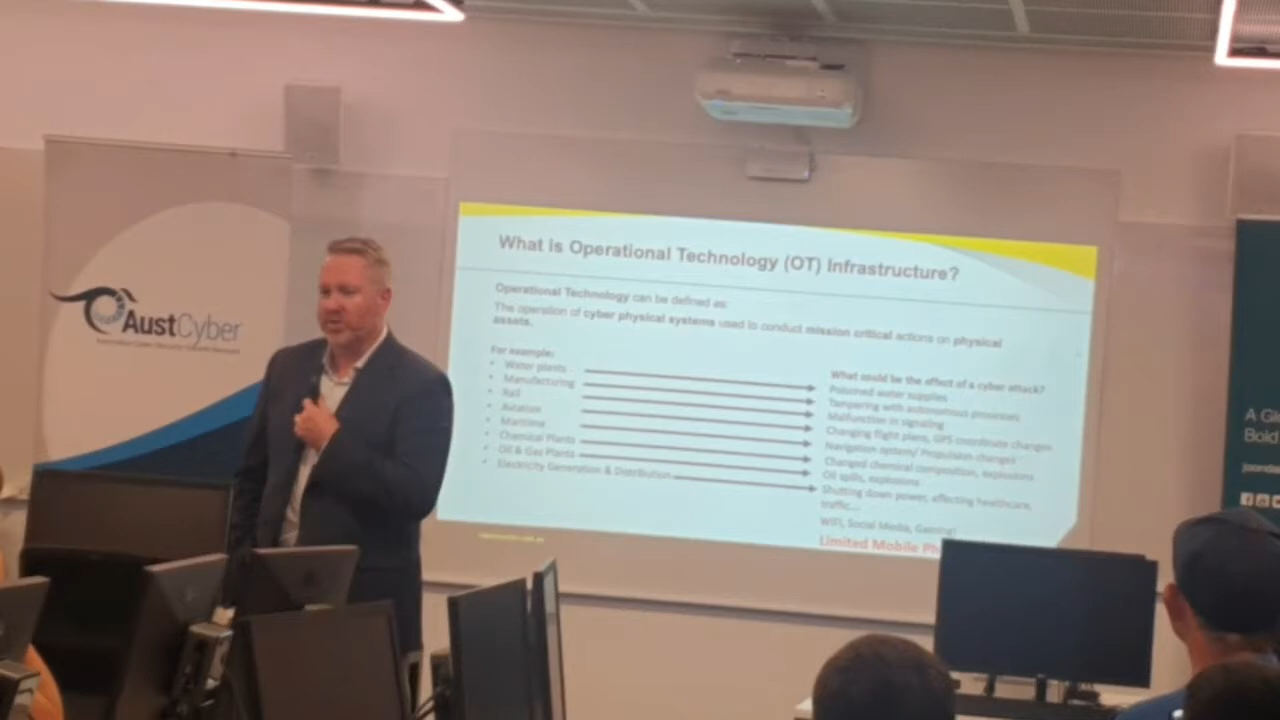 AustCyber
What is Operational Technology (OT) Infrastructure?
Operational Technology can be defined as:
The operation of cyber physical systems used to conduct mission critical actions on physical
assets.
For example:
• Water plants
• Manufacturing
• Rail
• Aviation
• Maritime
• Chemical Plants
• Oil & Gas Plants
• Electricity Generation & Distribution
What could be the effect of a cyber attack?
Poisoned water supplies
Tampering with autonomous processes
Malfunction in signaling
Changing flight plans, GPS coordinate changes
Navigation system/ Propulsion changes
Changed chemical composition, explosions
Oil spills, explosions
Shutting down power, affecting healthcare,
traffic...
WiFi, Social Media, Gaming!
Limited Mobile Ph
Bold